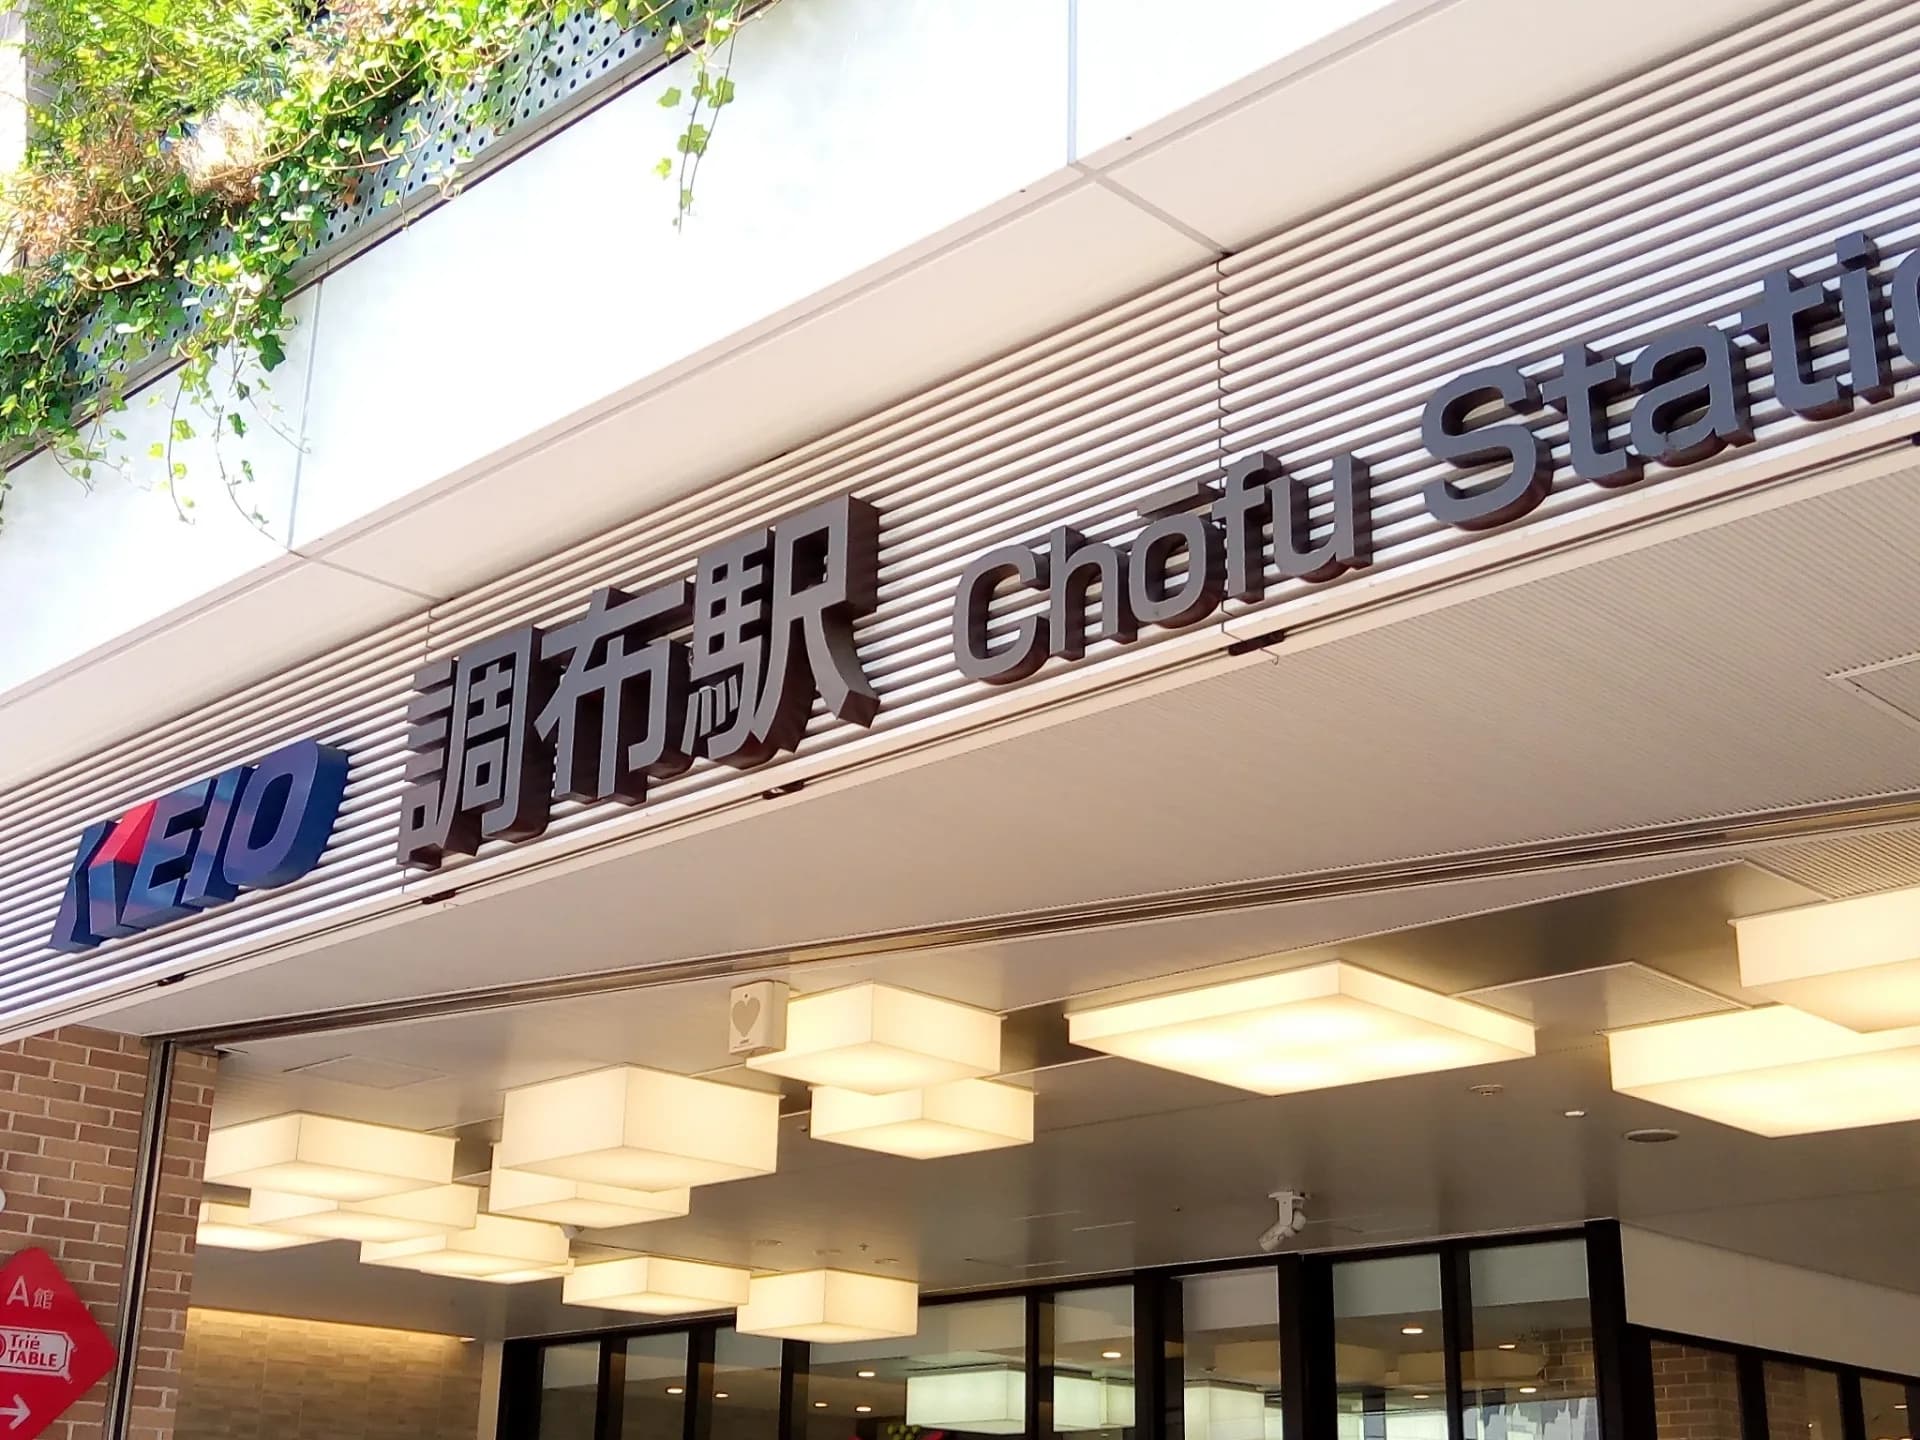 KEIO 調布駅 Chōfu Statio
A館
Trié
TABLE
→